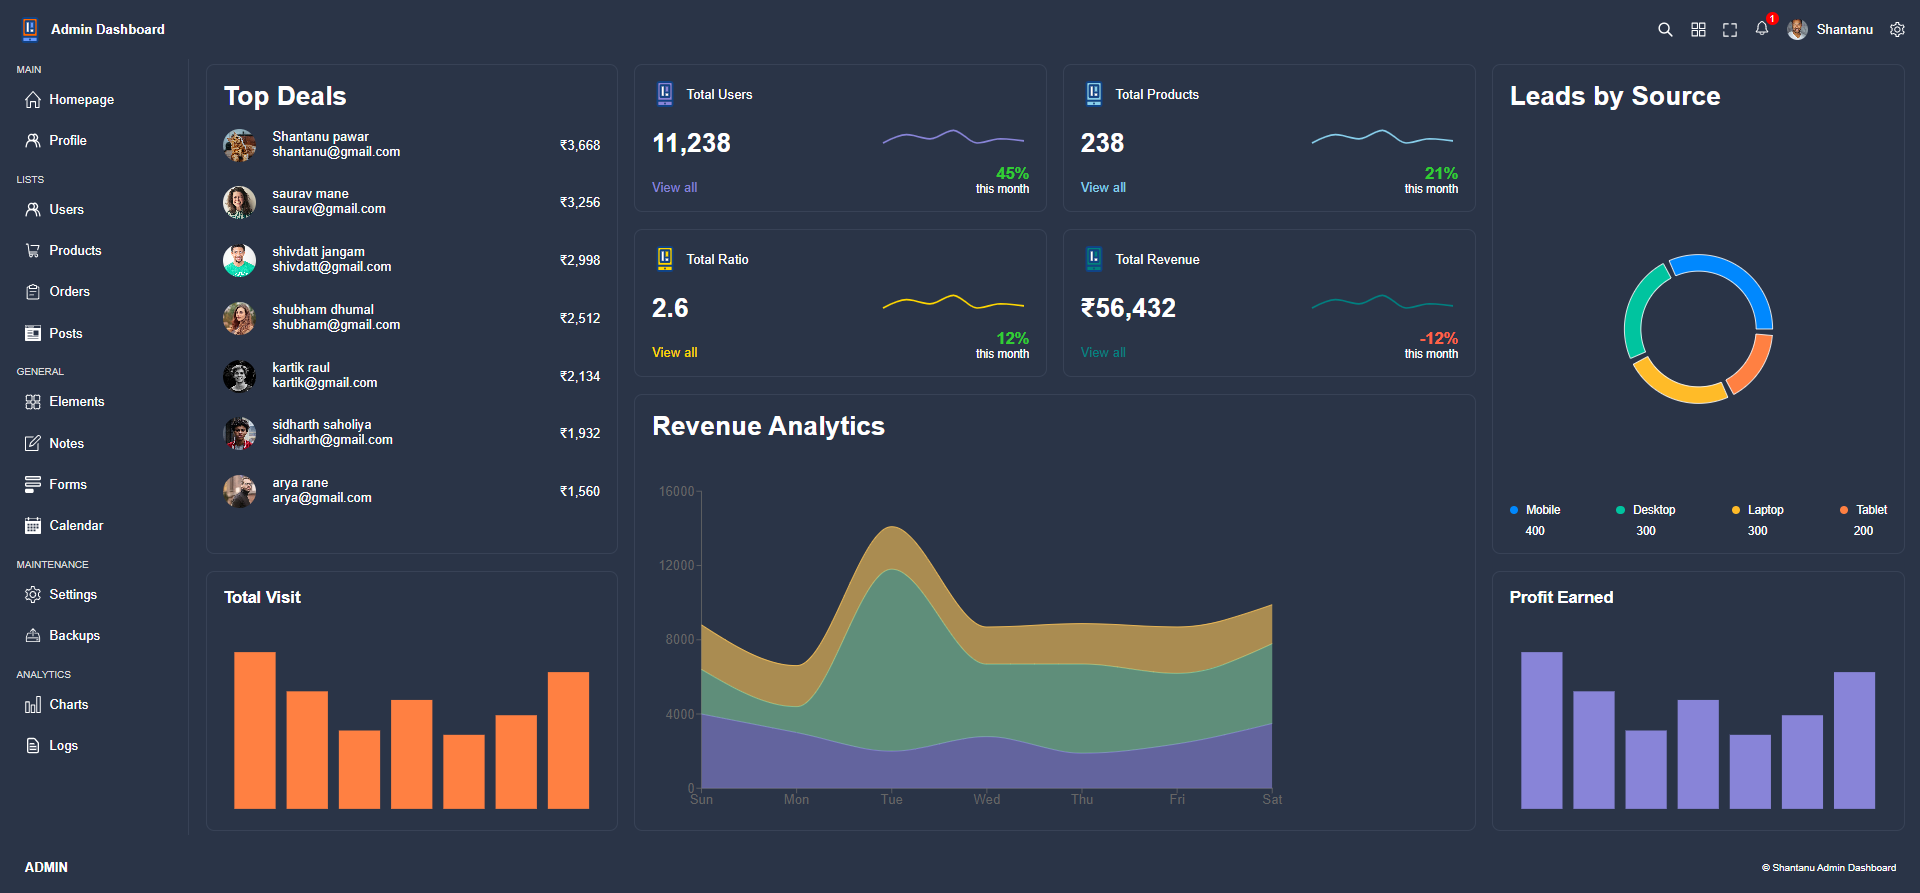 Admin Dashboard
1
Shantanu
MAIN
Homepage
Profile
LISTS
Users
Products
Orders
Posts
GENERAL
Elements
Notes
Forms
Calendar
MAINTENANCE
Settings
Backups
ANALYTICS
Charts
Logs
Top Deals
Shantanu pawar
shantanu@gmail.com
₹3,668
saurav mane
saurav@gmail.com
₹3,256
shivdatt jangam
shivdatt@gmail.com
₹2,998
shubham dhumal
shubham@gmail.com
₹2,512
kartik raul
kartik@gmail.com
₹2,134
sidharth saholiya
sidharth@gmail.com
₹1,932
arya rane
arya@gmail.com
₹1,560
Total Users
11,238
View all
45%
this month
Total Products
238
View all
21%
this month
Total Ratio
2.6
View all
12%
this month
Total Revenue
₹56,432
View all
-12%
this month
Leads by Source
Mobile
400
Desktop
300
Laptop
300
Tablet
200
Total Visit
Revenue Analytics
16000
12000
8000
4000
0
Sun Mon Tue Wed Thu Fri Sat
Profit Earned
ADMIN
© Shantanu Admin Dashboard